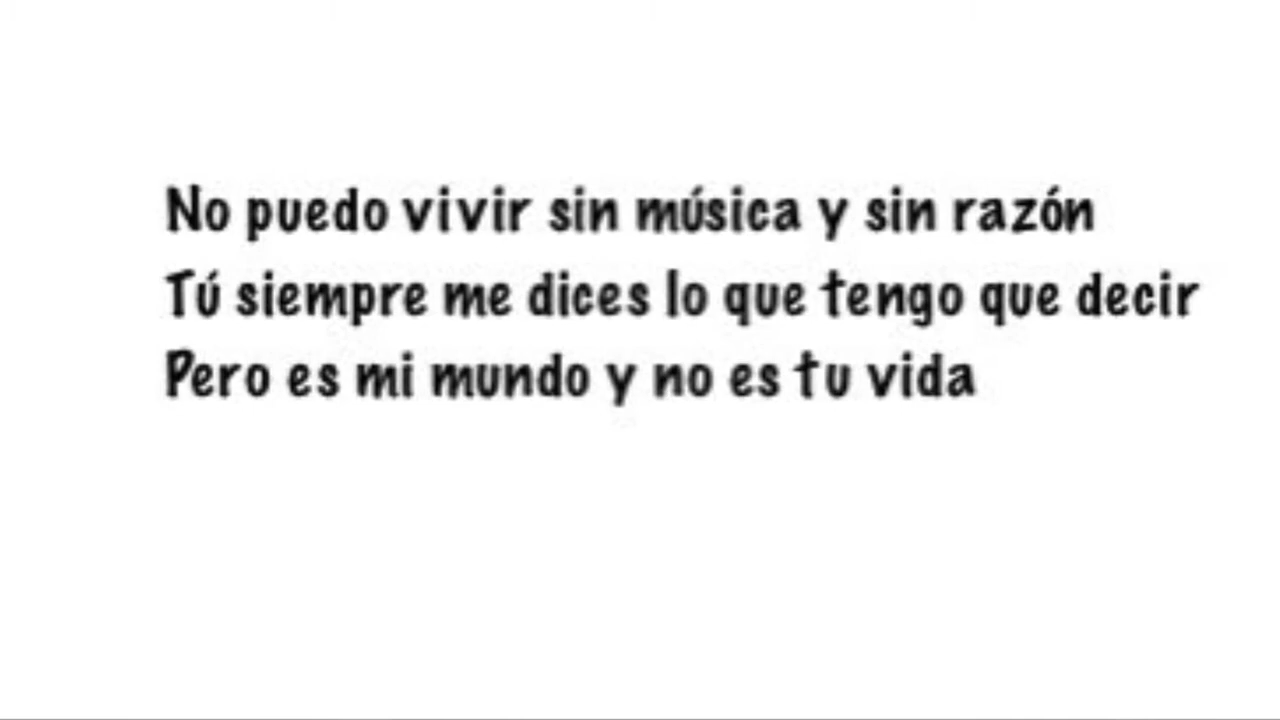 No puedo vivir sin música y sin razón
Tú siempre me dices lo que tengo que decir
Pero es mi mundo y no es tu vida